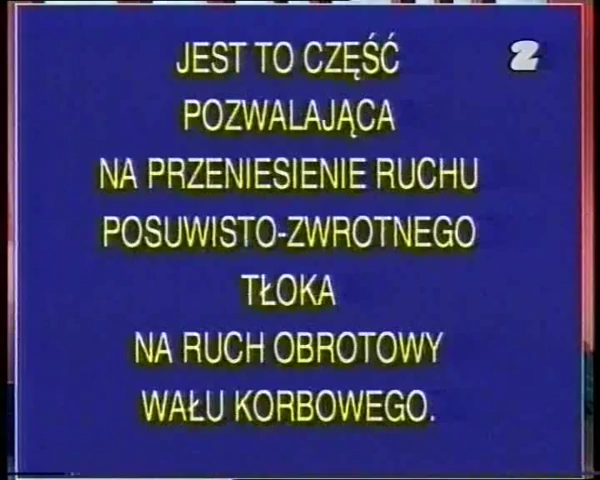 JEST TO CZĘŚĆ
2
POZWALAJĄCA
NA PRZENIESIENIE RUCHU
POSUWISTO-ZWROTNEGO
TŁOKA
NA RUCH OBROTOWY
WAŁU KORBOWEGO.